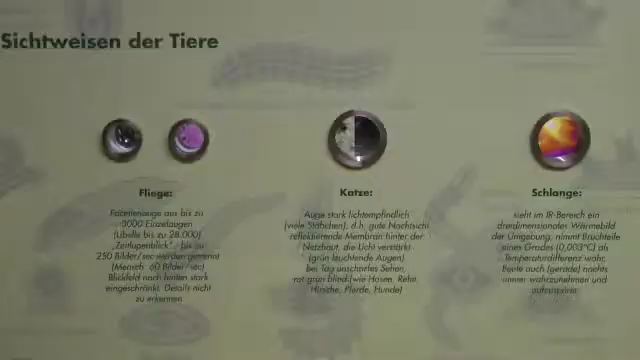 Sichtweisen der Tiere
Fliege:
Facettenauge aus bis zu
3000 Einzelaugen
(Libelle bis zu 28.000)
„Zeitlupenblick“ - bis zu
250 Bilder/sec werden getrennt
(Mensch: 60 Bilder/sec)
Blickfeld nach hinten stark
eingeschränkt. Details nicht
zu erkennen.
Katze:
Auge stark lichtempfindlich
(viele Stäbchen), d.h. gute Nachtsicht
reflektierende Membran hinter der
Netzhaut, die Licht verstärkt
(grün leuchtende Augen),
bei Tag unscharfes Sehen,
rot-grün blind (wie Hasen, Rehe,
Hirsche, Pferde, Hunde)
Schlange:
sieht im IR-Bereich ein
dreidimensionales Wärmebild
der Umgebung, nimmt Bruchteile
eines Grades (0,003°C) als
Temperaturdifferenz wahr,
Beute auch (gerade) nachts
immer wahrzunehmen und
aufzuspüren